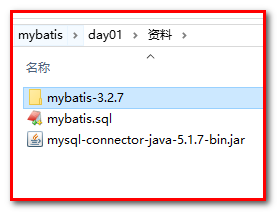 mybatis > day01 > 资料 >
名称
mybatis-3.2.7
mybatis.sql
mysql-connector-java-5.1.7-bin.jar